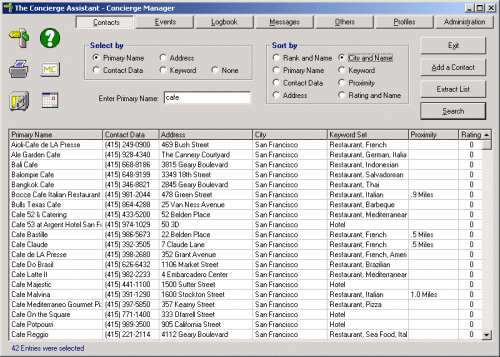 The Concierge Assistant - Concierge Manager
Contacts Events Logbook Messages Others Profiles Administration
Select by
Primary Name Address
Contact Data Keyword None
Enter Primary Name: cafe
Sort by
Rank and Name City and Name
Primary Name Keyword
Contact Data Proximity
Address Rating and Name
Exit
Add a Contact
Extract List
Search
MC
Primary Name Contact Data Address City Keyword Set Proximity Rating
Aioli-Cafe de LA Presse (415) 249-0900 469 Bush Street San Francisco Restaurant, French 0
Ale Garden Cafe (415) 928-4340 The Cannery Courtyard San Francisco Restaurant, German, Italia 0
Bali Cafe (415) 668-8186 3815 Geary Boulevard San Francisco Restaurant, Indonesian 0
Balompie Cafe (415) 648-9199 3349 18th Street San Francisco Restaurant, Salvadorean 0
Bangkok Cafe (415) 346-8821 2845 Geary Boulevard San Francisco Restaurant, Thai 0
Bocce Cafe Italian Restaurant (415) 981-2044 478 Green Street San Francisco Restaurant, Italian .9 Miles 0
Bulls Texas Cafe (415) 864-4288 25 Van Ness Avenue San Francisco Restaurant, Barbeque 0
Cafe 52 & Catering (415) 433-5200 52 Belden Place San Francisco Restaurant, Mediterranear 0
Cafe 53 at Argent Hotel San Fr (415) 974-1029 50 3D San Francisco Hotel 0
Cafe Bastille (415) 986-5673 22 Belden Place San Francisco Restaurant, French .5 Miles 0
Cafe Claude (415) 392-3505 7 Claude Lane San Francisco Restaurant, French .5 Miles 0
Cafe de LA Presse (415) 398-2680 352 Grant Avenue San Francisco Restaurant, French, Ameri 0
Cafe Do Brasil (415) 626-6432 1106 Market Street San Francisco Restaurant, Brazilian 0
Cafe Latte II (415) 982-2233 4 Embarcadero Center San Francisco Restaurant, Mediterranear 0
Cafe Majestic (415) 441-1100 1500 Sutter Street San Francisco Hotel 0
Cafe Malvina (415) 391-1290 1600 Stockton Street San Francisco Restaurant, Italian 1.0 Miles 0
Cafe Mediterraneo Gourmet Pi (415) 397-5850 357 Kearny Street San Francisco Restaurant, Pizza 0
Cafe On the Square (415) 771-1400 333 Ofarrell Street San Francisco Hotel 0
Cafe Potpourri (415) 989-3500 905 California Street San Francisco Hotel 0
Cafe Reggio (415) 221-2114 4112 Geary Boulevard San Francisco Restaurant, Sea Food, Ital 0
42 Entries were selected